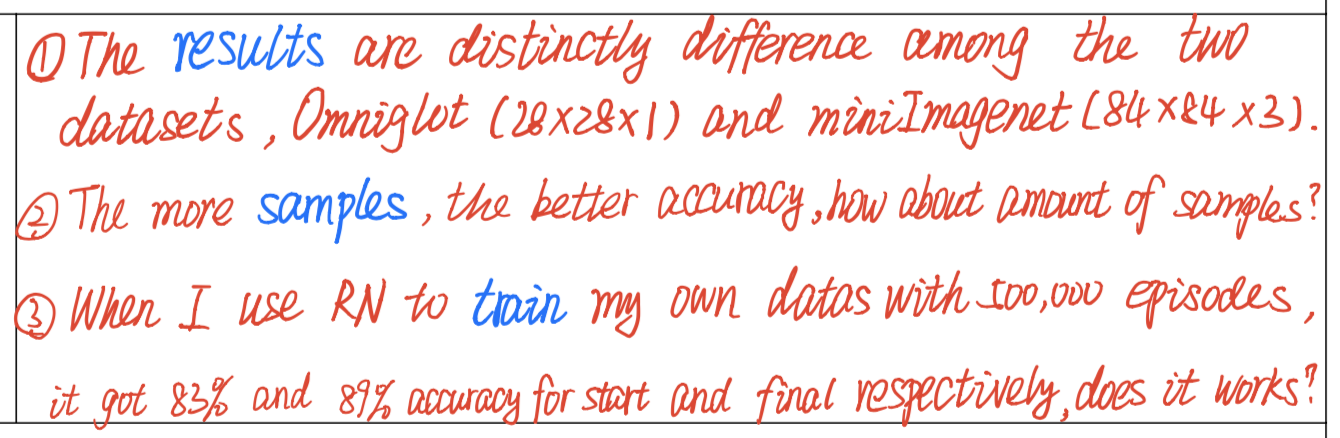 ① The results are distinctly difference among the two
datasets, Omniglot (28×28×1) and miniImagenet (84×84×3).
② The more samples, the better accuracy, how about amount of samples?
③ When I use RN to train my own datas with 500,000 episodes,
it got 83% and 89% accuracy for start and final respectively, does it works?